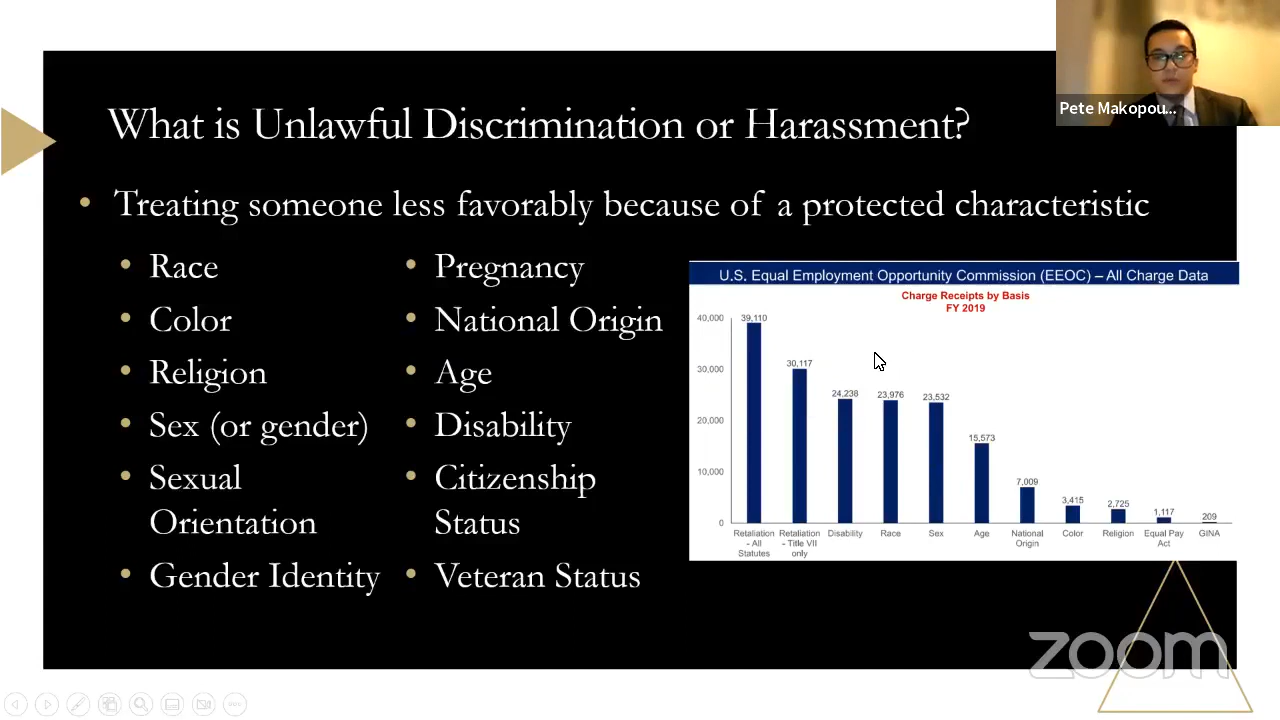 Pete Makopou...
What is Unlawful Discrimination or Harassment?
• Treating someone less favorably because of a protected characteristic
• Race
• Color
• Religion
• Sex (or gender)
• Sexual
Orientation
• Gender Identity
• Pregnancy
• National Origin
• Age
• Disability
• Citizenship
Status
• Veteran Status
U.S. Equal Employment Opportunity Commission (EEOC) – All Charge Data
Charge Receipts by Basis
FY 2019
40,000
30,000
20,000
10,000
0
39,110
30,117
24,238
23,976
23,532
15,573
7,009
3,415
2,725
1,117
209
Retaliation
- All
Statutes
Retaliation
- Title VII
only
Disability
Race
Sex
Age
National
Origin
Color
Religion
Equal Pay
Act
GINA
zoom